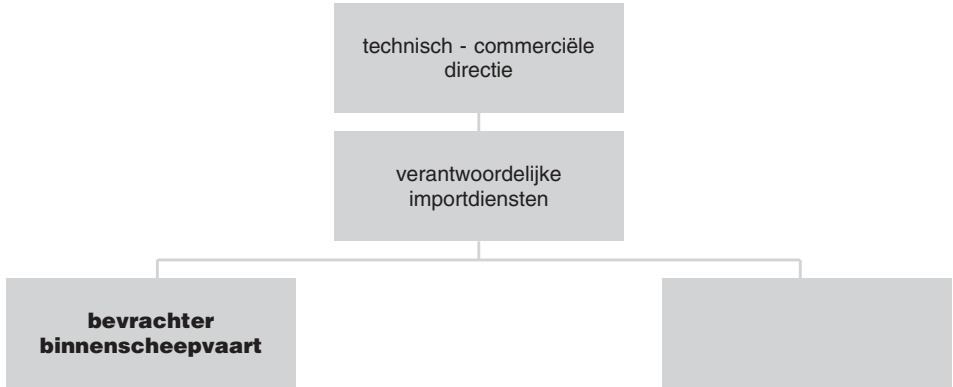 technisch - commerciële
directie
verantwoordelijke
importdiensten
bevrachter
binnenscheepvaart